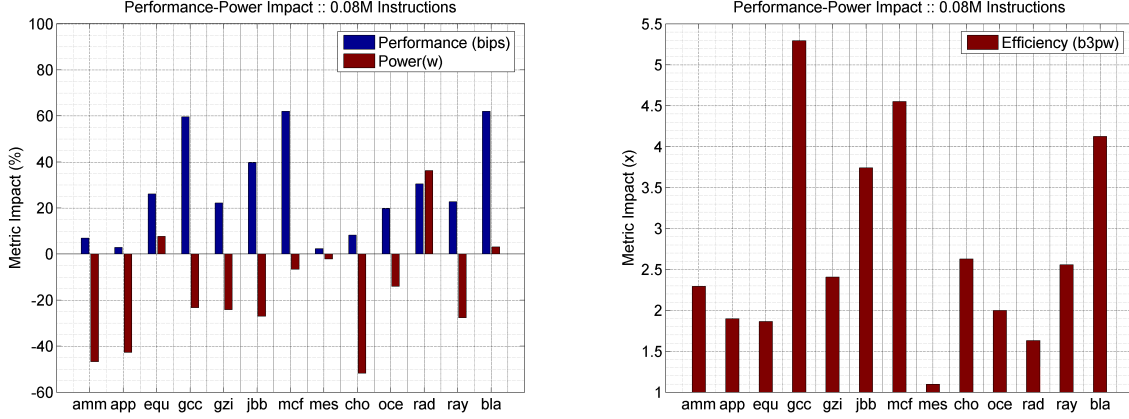 Performance-Power Impact :: 0.08M Instructions
100
80
60
40
20
0
-20
-40
-60
Metric Impact (%)
Performance (bips)
Power(w)
amm app equ gcc gzi jbb mcf mes cho oce rad ray bla
Performance-Power Impact :: 0.08M Instructions
5.5
5
4.5
4
3.5
3
2.5
2
1.5
1
Metric Impact (x)
Efficiency (b3pw)
amm app equ gcc gzi jbb mcf mes cho oce rad ray bla